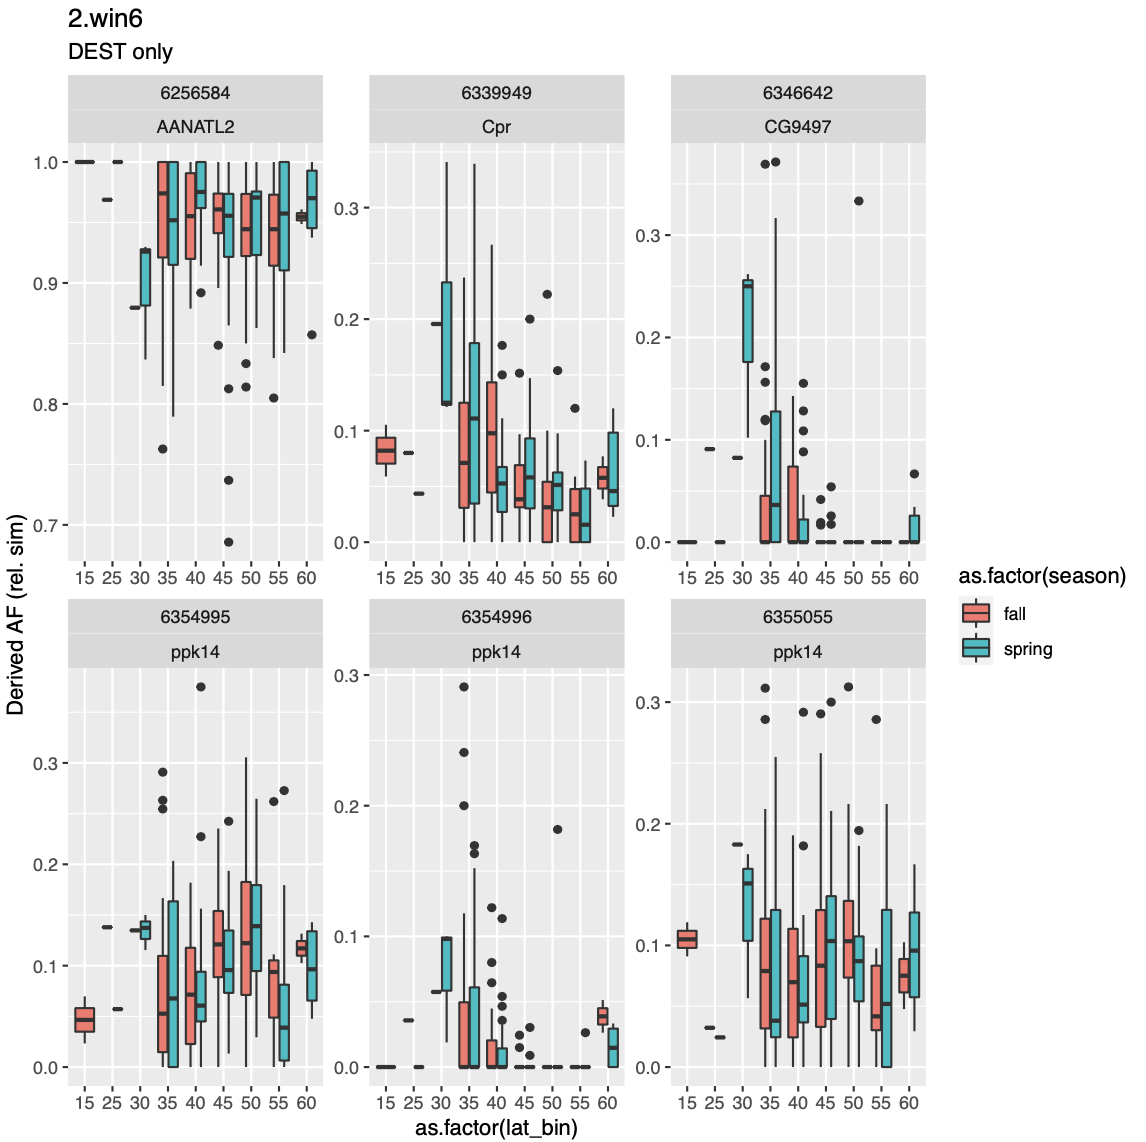 2.win6
DEST only
6256584
6339949
6346642
AANATL2
Cpr
CG9497
1.0
0.9
0.8
0.7
0.3
0.2
0.1
0.0
0.3
0.2
0.1
0.0
15 25 30 35 40 45 50 55 60
15 25 30 35 40 45 50 55 60
15 25 30 35 40 45 50 55 60
6354995
6354996
6355055
ppk14
ppk14
ppk14
0.3
0.2
0.1
0.0
0.3
0.2
0.1
0.0
0.3
0.2
0.1
0.0
15 25 30 35 40 45 50 55 60
15 25 30 35 40 45 50 55 60
15 25 30 35 40 45 50 55 60
Derived AF (rel. sim)
as.factor(lat_bin)
as.factor(season)
fall
spring